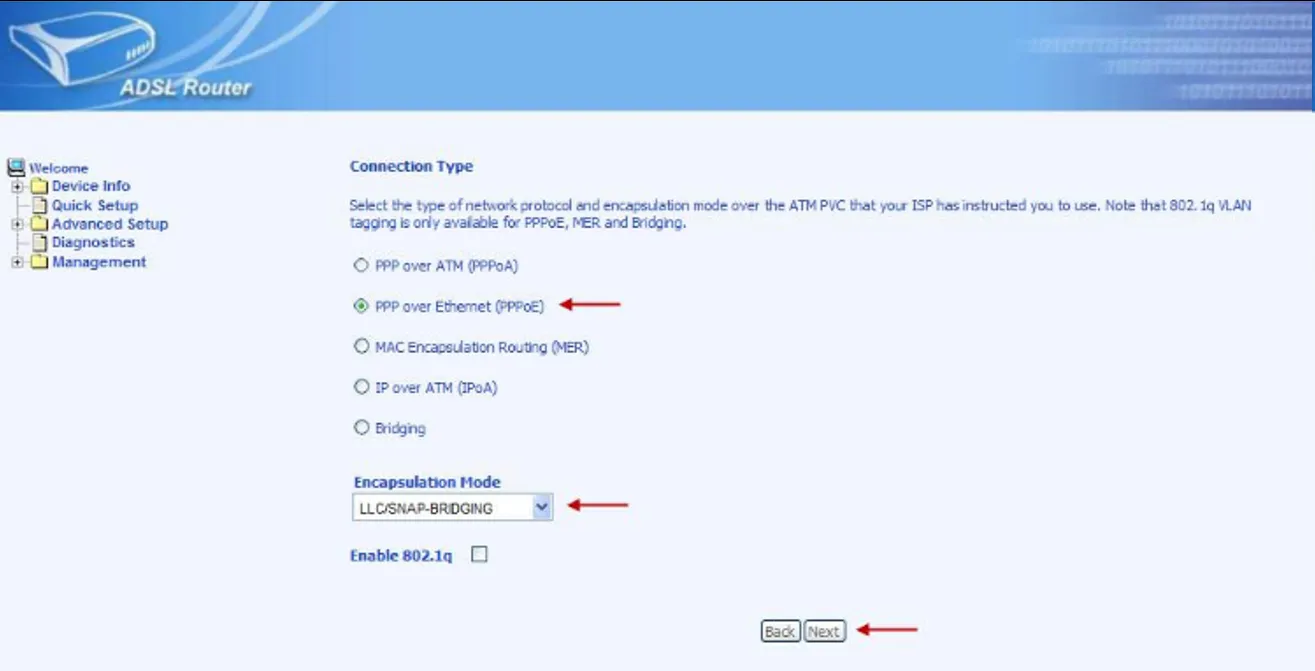 ADSL Router
Welcome
Device Info
Quick Setup
Advanced Setup
Diagnostics
Management
Connection Type
Select the type of network protocol and encapsulation mode over the ATM PVC that your ISP has instructed you to use. Note that 802.1q VLAN
tagging is only available for PPPoE, MER and Bridging.
PPP over ATM (PPPoA)
PPP over Ethernet (PPPoE)
MAC Encapsulation Routing (MER)
IP over ATM (IPoA)
Bridging
Encapsulation Mode
LLC/SNAP-BRIDGING
Enable 802.1q
Back Next